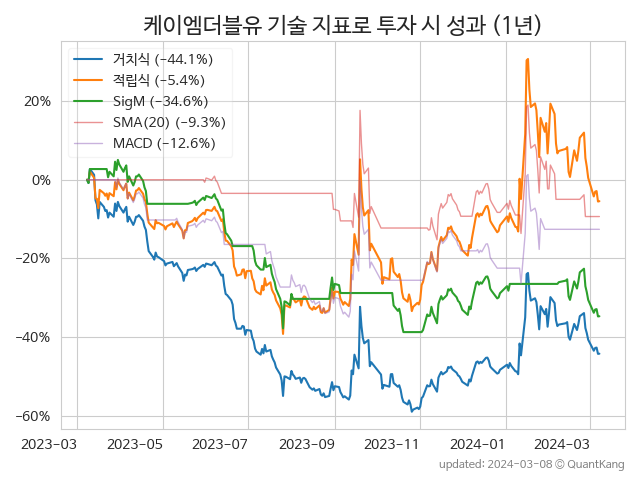 케이엠더블유 기술 지표로 투자 시 성과 (1년)
거치식 (−44.1%)
적립식 (−5.4%)
SigM (−34.6%)
SMA(20) (−9.3%)
MACD (−12.6%)
20%
0%
−20%
−40%
−60%
2023−03 2023−05 2023−07 2023−09 2023−11 2024−01 2024−03
updated: 2024−03−08 © QuantKang